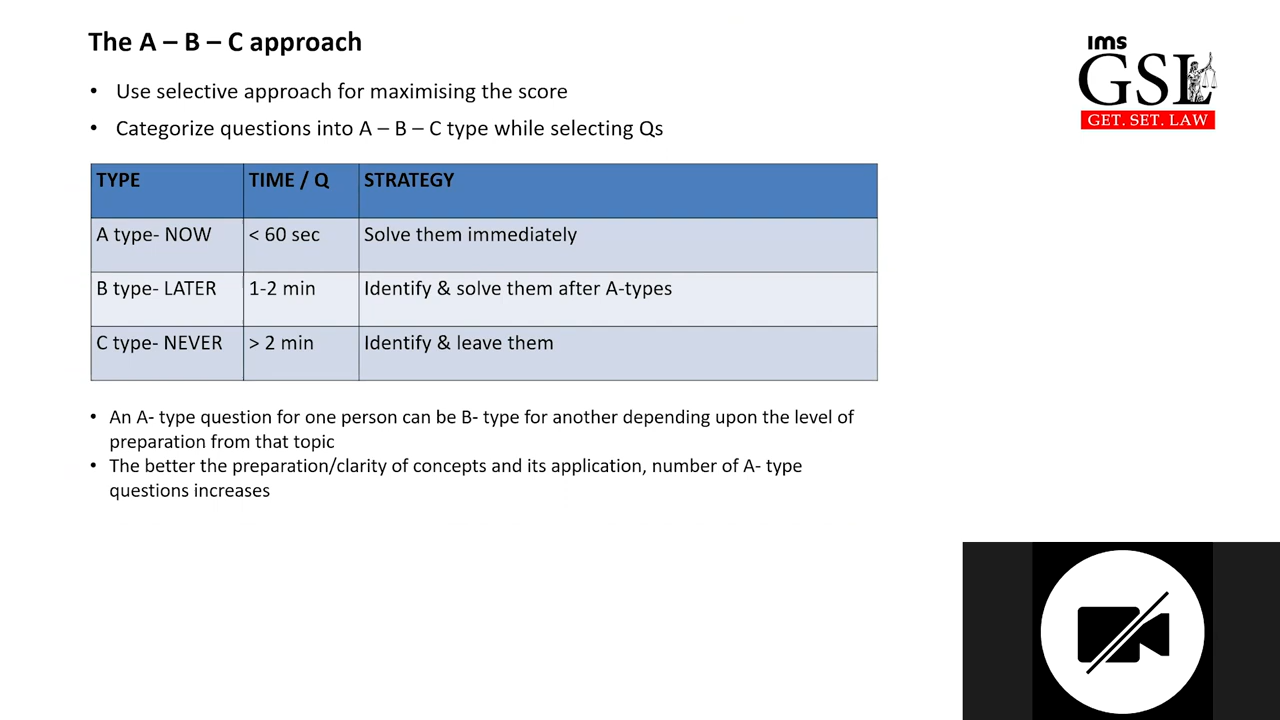 The A – B – C approach
ims
GSL
GET. SET. LAW
• Use selective approach for maximising the score
• Categorize questions into A – B – C type while selecting Qs
TYPE TIME / Q STRATEGY
A type- NOW < 60 sec Solve them immediately
B type- LATER 1-2 min Identify & solve them after A-types
C type- NEVER > 2 min Identify & leave them
• An A- type question for one person can be B- type for another depending upon the level of
preparation from that topic
• The better the preparation/clarity of concepts and its application, number of A- type
questions increases